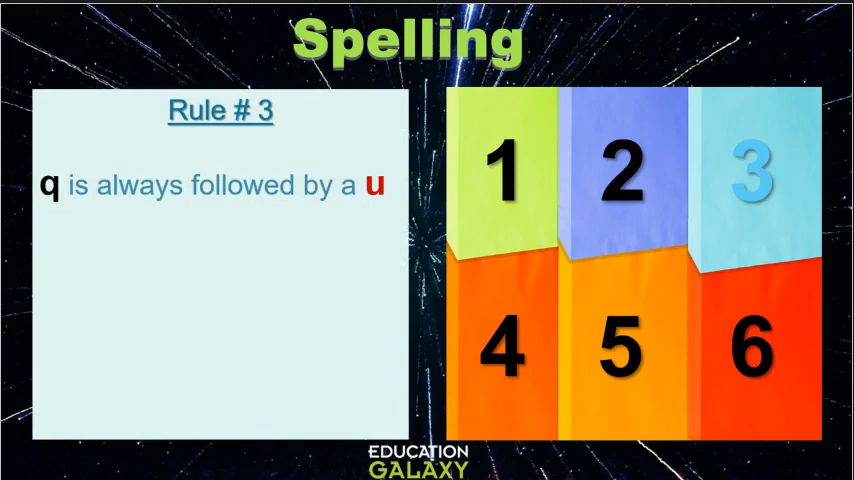 Spelling
Rule # 3
q is always followed by a u
1 2 3
4 5 6
EDUCATION
GALAXY